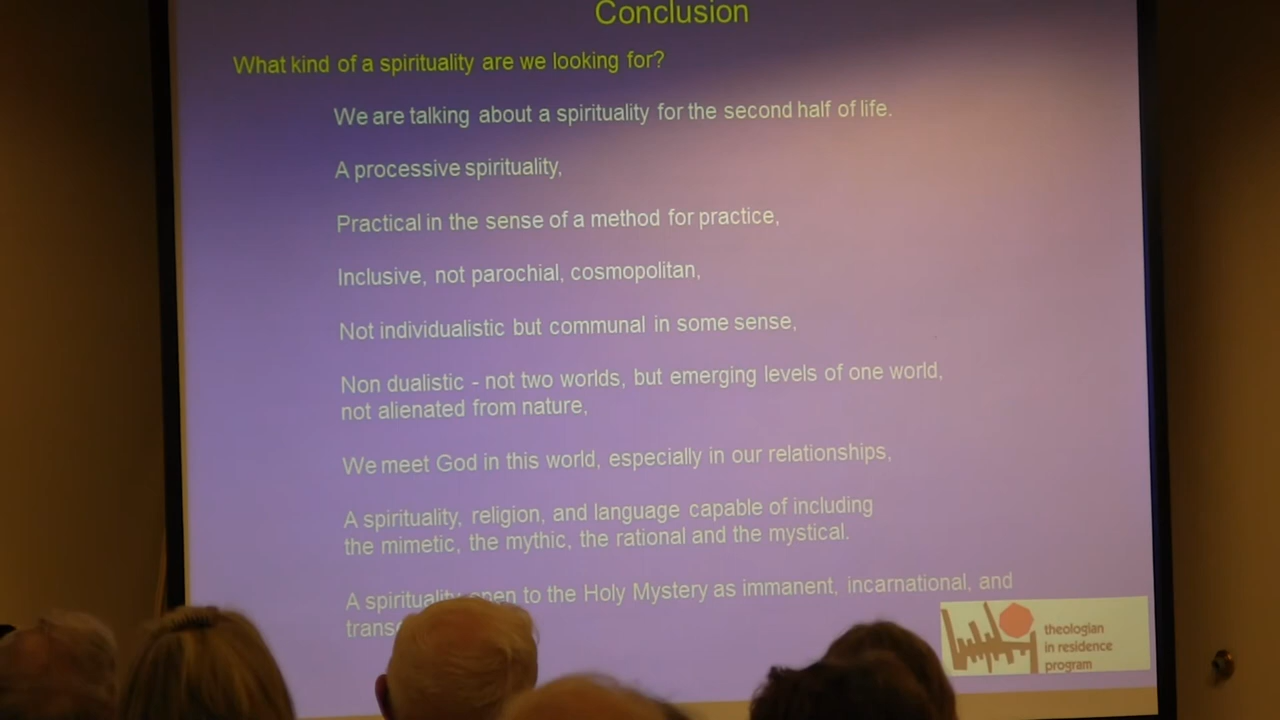 Conclusion
What kind of a spirituality are we looking for?
We are talking about a spirituality for the second half of life.
A processive spirituality,
Practical in the sense of a method for practice,
Inclusive, not parochial, cosmopolitan,
Not individualistic but communal in some sense,
Non dualistic - not two worlds, but emerging levels of one world,
not alienated from nature,
We meet God in this world, especially in our relationships,
A spirituality, religion, and language capable of including
the mimetic, the mythic, the rational and the mystical.
A spirituality open to the Holy Mystery as immanent, incarnational, and
theologian
in residence
program